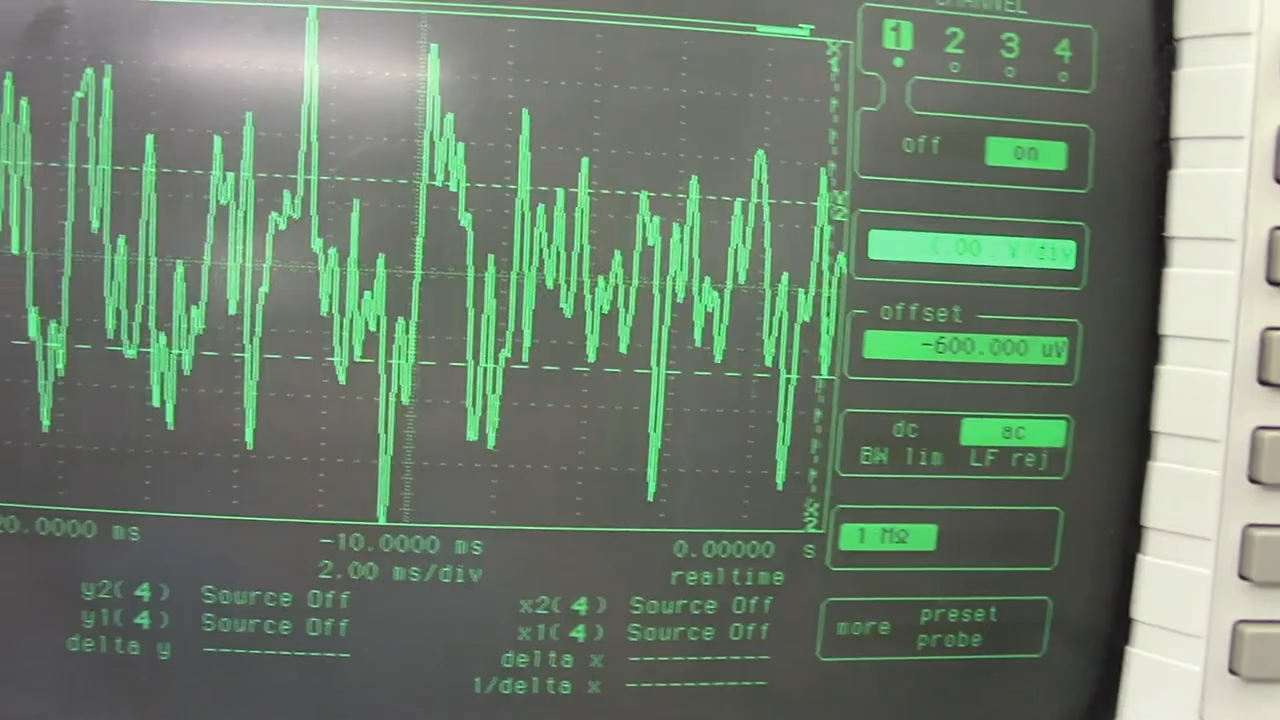 CHANNEL
1 2 3 4
off on
V/div
offset
-600.000 uV
dc ac
BW lim LF rej
1 MΩ
more preset probe
20.0000 ms -10.0000 ms 0.00000 s
2.00 ms/div realtime
y2(4) Source Off x2(4) Source Off
y1(4) Source Off x1(4) Source Off
delta y ---------- delta x ----------
1/delta x ----------